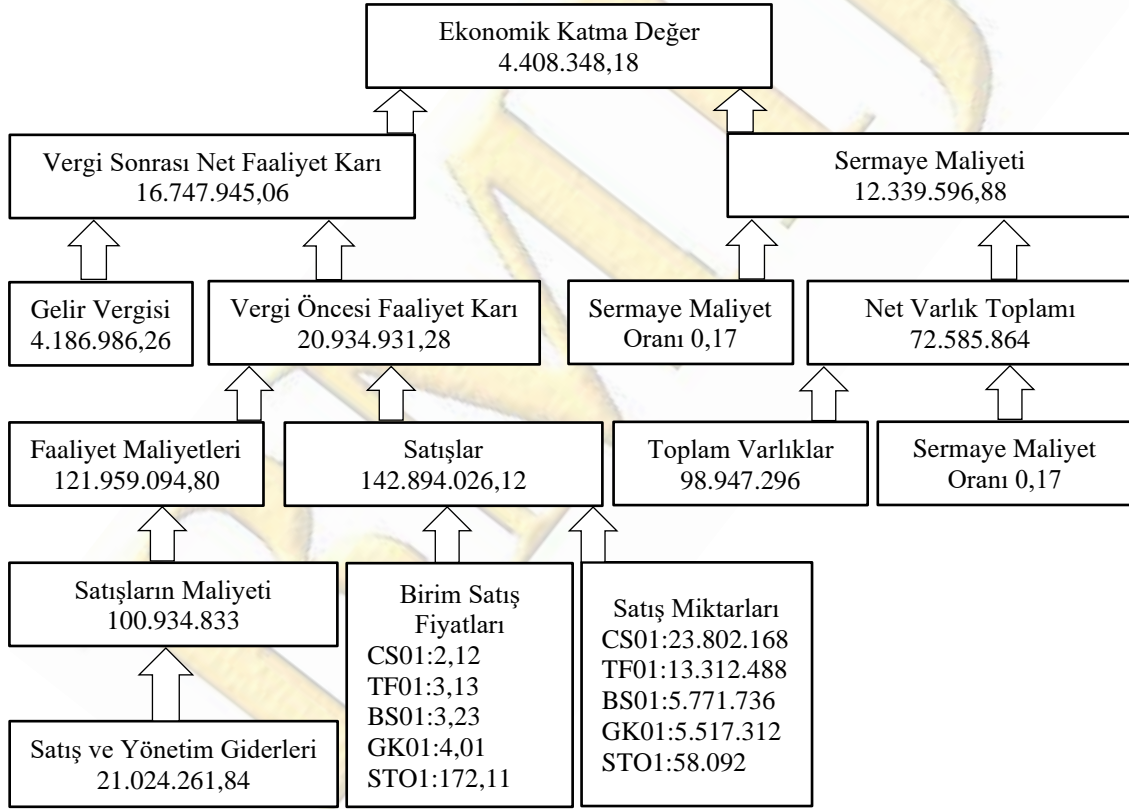 Ekonomik Katma Değer
4.408.348,18
Vergi Sonrası Net Faaliyet Karı
16.747.945,06
Sermaye Maliyeti
12.339.596,88
Gelir Vergisi
4.186.986,26
Vergi Öncesi Faaliyet Karı
20.934.931,28
Sermaye Maliyet
Oranı 0,17
Net Varlık Toplamı
72.585.864
Faaliyet Maliyetleri
121.959.094,80
Satışlar
142.894.026,12
Toplam Varlıklar
98.947.296
Sermaye Maliyet
Oranı 0,17
Satışların Maliyeti
100.934.833
Birim Satış
Fiyatları
CS01:2,12
TF01:3,13
BS01:3,23
GK01:4,01
STO1:172,11
Satış Miktarları
CS01:23.802.168
TF01:13.312.488
BS01:5.771.736
GK01:5.517.312
STO1:58.092
Satış ve Yönetim Giderleri
21.024.261,84